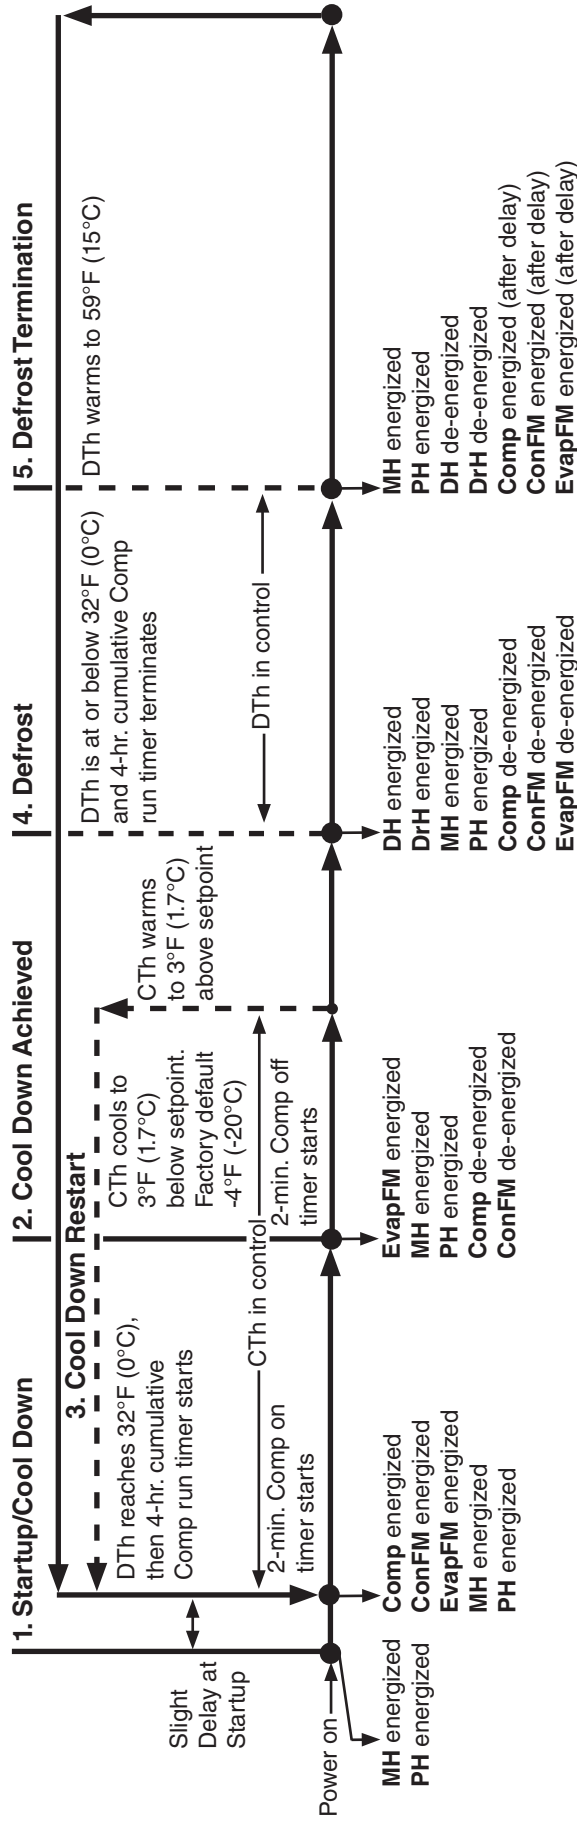 1. Startup/Cool Down
2. Cool Down Achieved
4. Defrost
5. Defrost Termination
3. Cool Down Restart
Slight
Delay at
Startup
DTh reaches 32°F (0°C),
then 4-hr. cumulative
Comp run timer starts
CTh cools to
3°F (1.7°C)
below setpoint.
Factory default
-4°F (-20°C)
CTh warms
to 3°F (1.7°C)
above setpoint
DTh is at or below 32°F (0°C)
and 4-hr. cumulative Comp
run timer terminates
DTh warms to 59°F (15°C)
CTh in control
DTh in control
2-min. Comp on
timer starts
2-min. Comp off
timer starts
Power on
MH energized
PH energized
Comp energized
ConFM energized
EvapFM energized
MH energized
PH energized
EvapFM energized
MH energized
PH energized
Comp de-energized
ConFM de-energized
DH energized
DrH energized
MH energized
PH energized
Comp de-energized
ConFM de-energized
EvapFM de-energized
MH energized
PH energized
DH de-energized
DrH de-energized
Comp energized (after delay)
ConFM energized (after delay)
EvapFM energized (after delay)